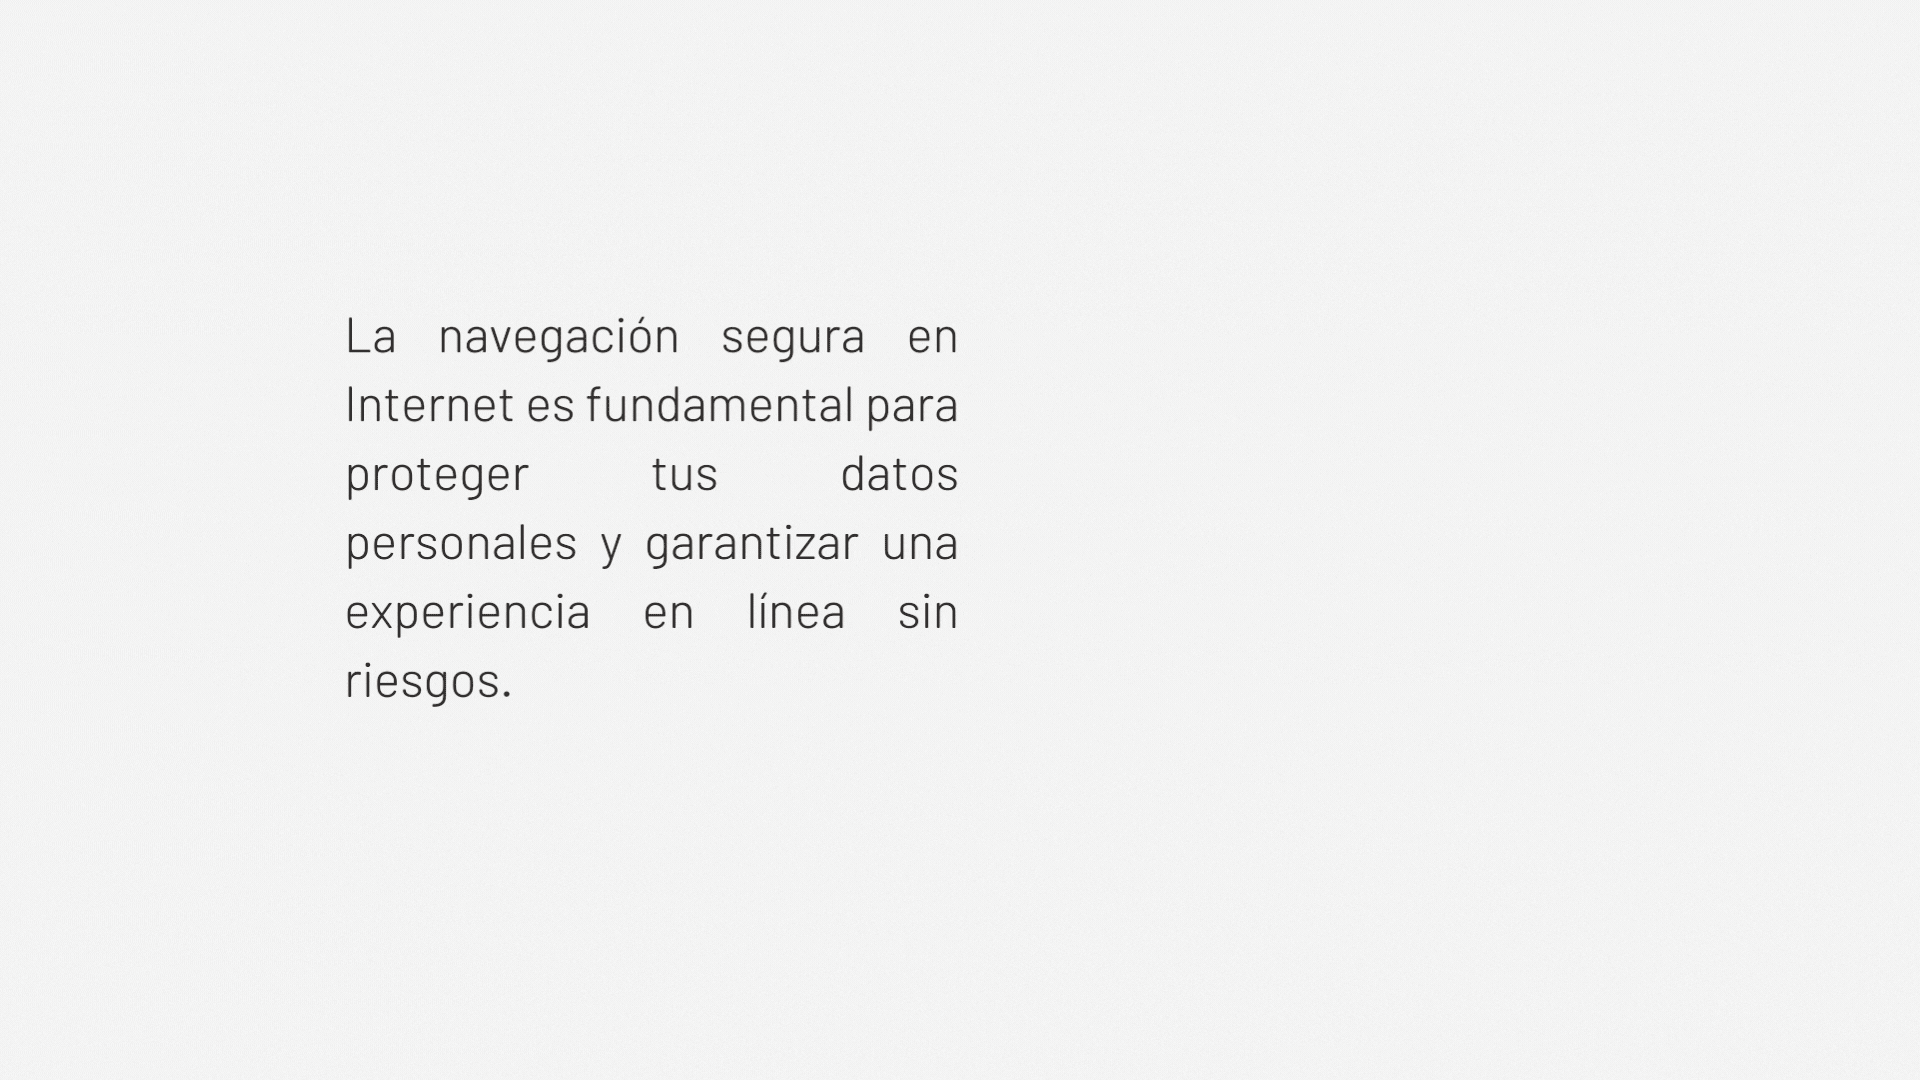 La navegación segura en
Internet es fundamental para
proteger tus datos
personales y garantizar una
experiencia en línea sin
riesgos.